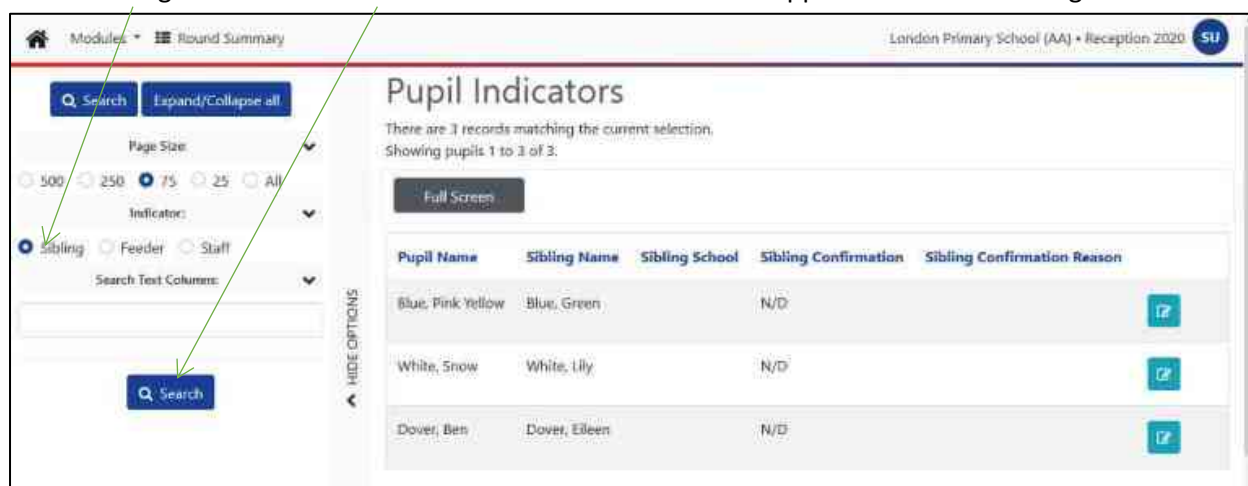 Modules Round Summary
London Primary School (AA) • Reception 2020 SU
Search Expand/Collapse all
Page Size:
500 250 75 25 All
Indicator:
Sibling Feeder Staff
Search Text Columns:
Search
HIDE OPTIONS
Pupil Indicators
There are 3 records matching the current selection.
Showing pupils 1 to 3 of 3.
Full Screen
Pupil Name Sibling Name Sibling School Sibling Confirmation Sibling Confirmation Reason
Blue, Pink Yellow Blue, Green N/D
White, Snow White, Lily N/D
Dover, Ben Dover, Eileen N/D